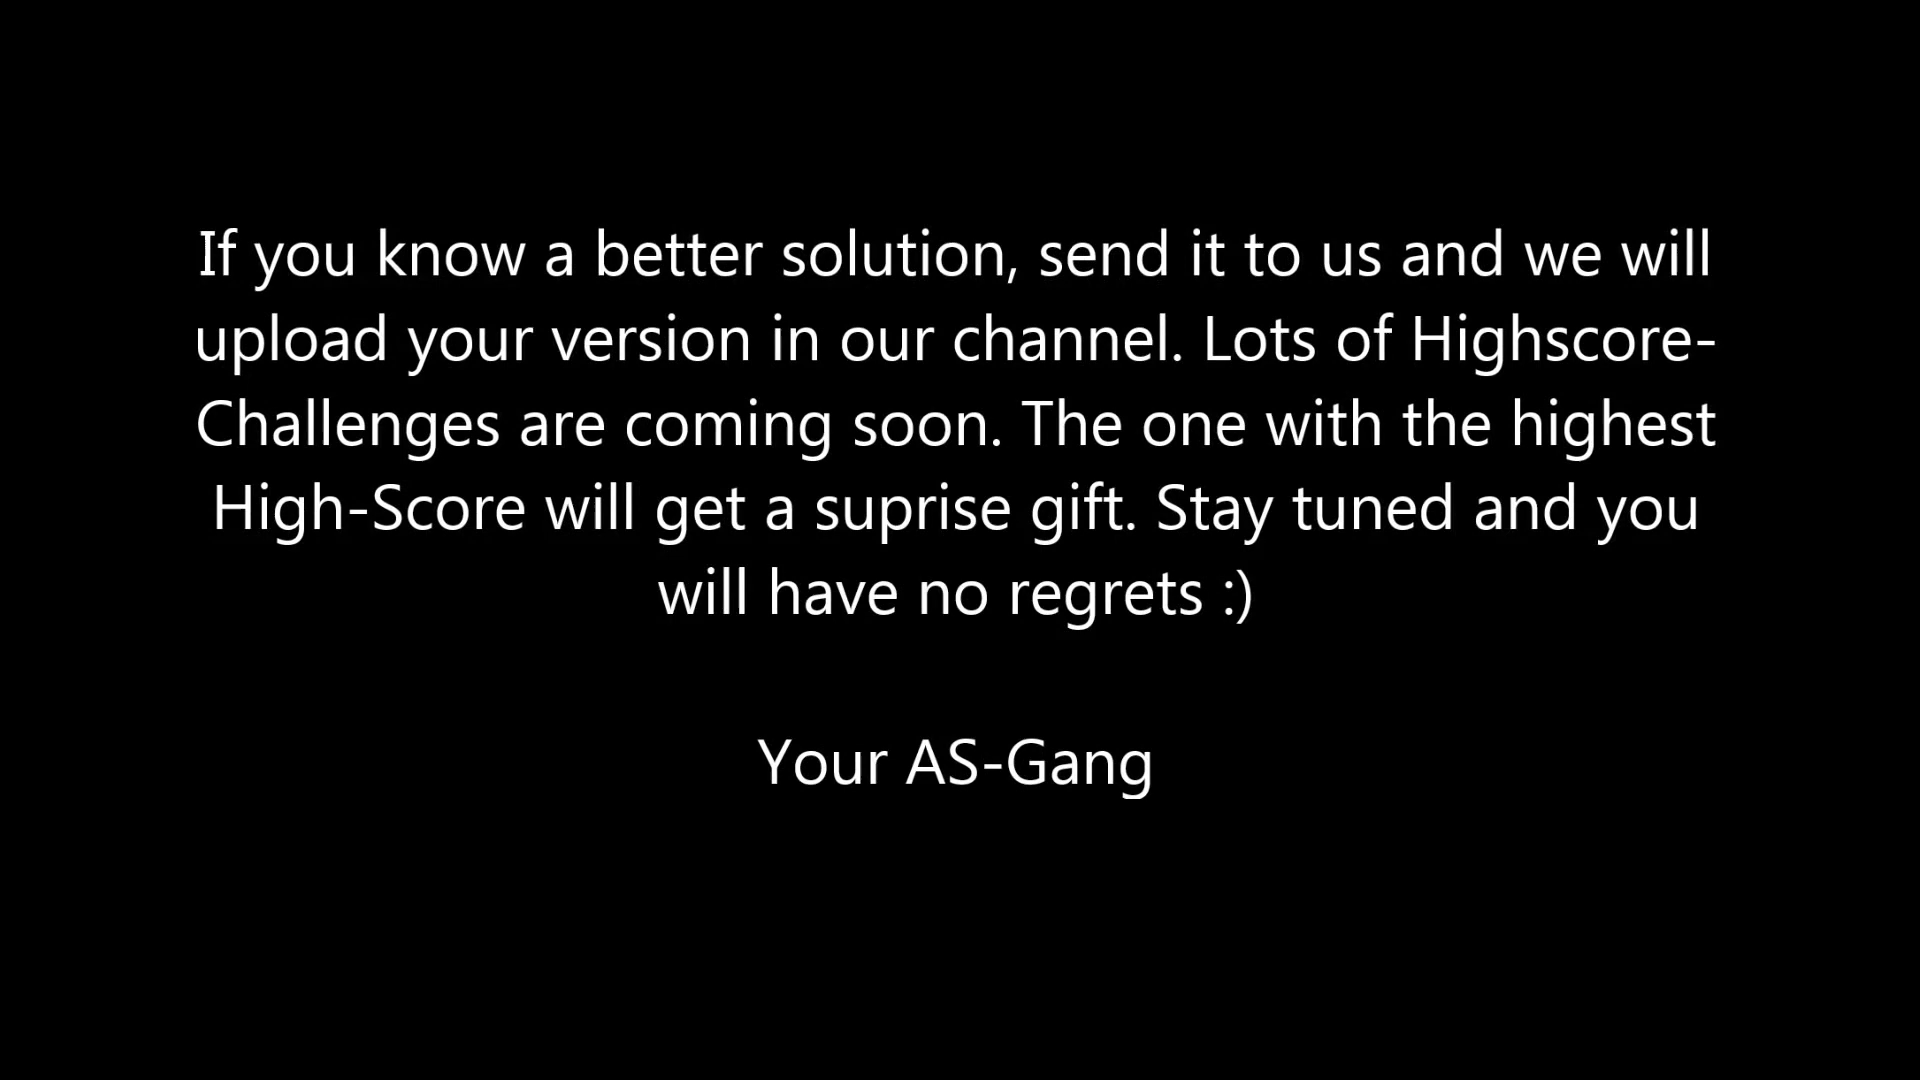 If you know a better solution, send it to us and we will
upload your version in our channel. Lots of Highscore-
Challenges are coming soon. The one with the highest
High-Score will get a suprise gift. Stay tuned and you
will have no regrets :)
Your AS-Gang